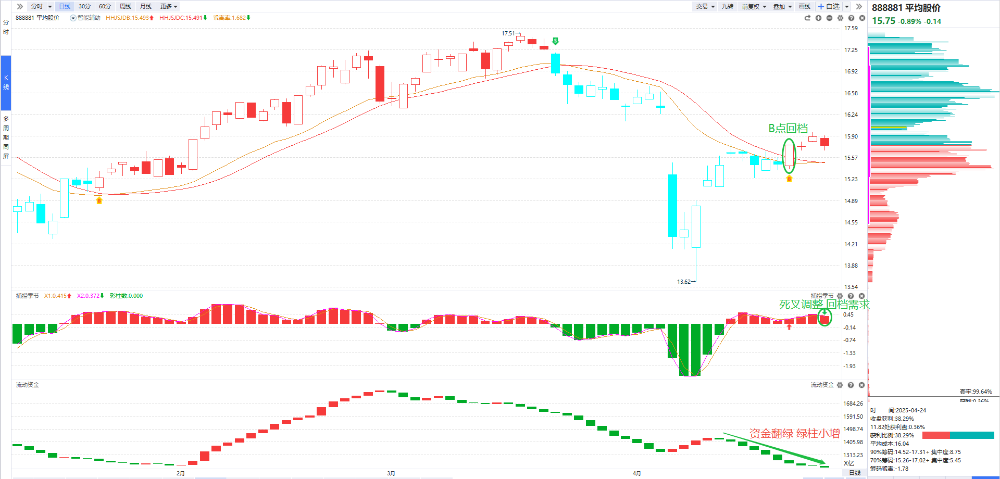 分时 日线 30分 60分 周线 月线 更多 交易 九转 前复权 叠加 画线 自选
888881 平均股价
15.75 -0.89% -0.14
888881 平均股价 智能辅助 HHJSJDB:15.493 HHJSJDC:15.491 乖离率:1.682
分时
K线
多周期同屏
17.59
17.51
S
17.25
16.92
16.58
16.24
B点回档
15.90
15.57
15.23
B
B
14.89
14.55
14.21
13.88
13.62
13.54
捕捞季节 X1:0.415 X2:0.372 彩柱数:0.000
捕捞季节
死叉调整 回档需求
0.45
-0.14
-0.74
-1.33
-1.93
流动资金
流动资金
1684.26
1591.50
1498.74
资金翻绿 绿柱小增
1405.98
1313.23
X亿
2月
3月
4月
日线
套牢:99.64%
获利:0.36%
时 间:2025-04-24
收盘获利:38.29%
11.82处获利盘:0.36%
获利比例:38.29%
平均成本:16.04
90%筹码:14.52-17.31+ 集中度:8.75
70%筹码:15.26-17.02+ 集中度:5.45
筹码乖离:-1.78